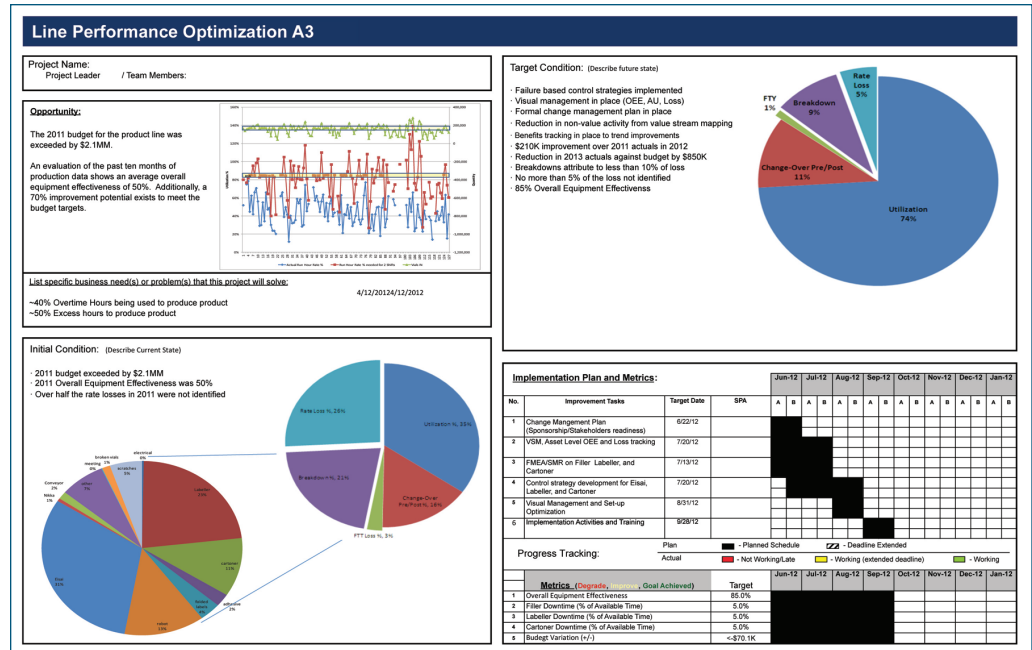 Line Performance Optimization A3
Project Name:
Project Leader / Team Members:
Opportunity:
The 2011 budget for the product line was
exceeded by $2.1MM.
An evaluation of the past ten months of
production data shows an average overall
equipment effectiveness of 50%. Additionally, a
70% improvement potential exists to meet the
budget targets.
List specific business need(s) or problem(s) that this project will solve:
4/12/20124/12/2012
~40% Overtime Hours being used to produce product
~50% Excess hours to produce product
Initial Condition: (Describe Current State)
· 2011 budget exceeded by $2.1MM
· 2011 Overall Equipment Effectiveness was 50%
· Over half the rate losses in 2011 were not identified
electrical
0%
broken vials
1%
meeting
0%
scratches
5%
Conveyor
2%
1%
cartoner
11%
adhesive
2%
Rate Loss %, 26%
Breakdown %, 21%
FTT Loss %, 3%
Change-Over
Pre/Post %, 16%
Target Condition: (Describe future state)
· Failure based control strategies implemented
· Visual management in place (OEE, AU, Loss)
· Formal change management plan in place
· Reduction in non-value activity from value stream mapping
· Benefits tracking in place to trend improvements
· $210K improvement over 2011 actuals in 2012
· Reduction in 2013 actuals against budget by $850K
· Breakdowns attribute to less than 10% of loss
· No more than 5% of the loss not identified
· 85% Overall Equipment Effectivenss
Rate
Loss
5%
Breakdown
9%
FTY
1%
Change-Over Pre/Post
11%
Utilization
74%
Implementation Plan and Metrics:
Jun-12 Jul-12 Aug-12 Sep-12 Oct-12 Nov-12 Dec-12 Jan-12
No. Improvement Tasks Target Date SPA A B A B A B A B A B A B A B A B
1 Change Mangement Plan 6/22/12
(Sponsorship/Stakeholders readiness)
2 VSM, Asset Level OEE and Loss tracking 7/20/12
3 FMEA/SMR on Filler Labeller, and 7/13/12
Cartoner
4 Control strategy development for Eisai, 7/20/12
Labeller, and Cartoner
5 Visual Management and Set-up 8/31/12
Optimization
6 Implementation Activities and Training 9/28/12
Progress Tracking:
Plan - Planned Schedule - Deadline Extended
Actual - Not Working/Late - Working (extended deadline) - Working
Jun-12 Jul-12 Aug-12 Sep-12 Oct-12 Nov-12 Dec-12 Jan-12
Metrics (Degrade, Improve, Goal Achieved) Target
1 Overall Equipment Effectiveness 85.0%
2 Filler Downtime (% of Available Time) 5.0%
3 Labeller Downtime (% of Available Time) 5.0%
4 Cartoner Downtime (% of Available Time) 5.0%
5 Budegt Variation (+/-) <-$70.1K